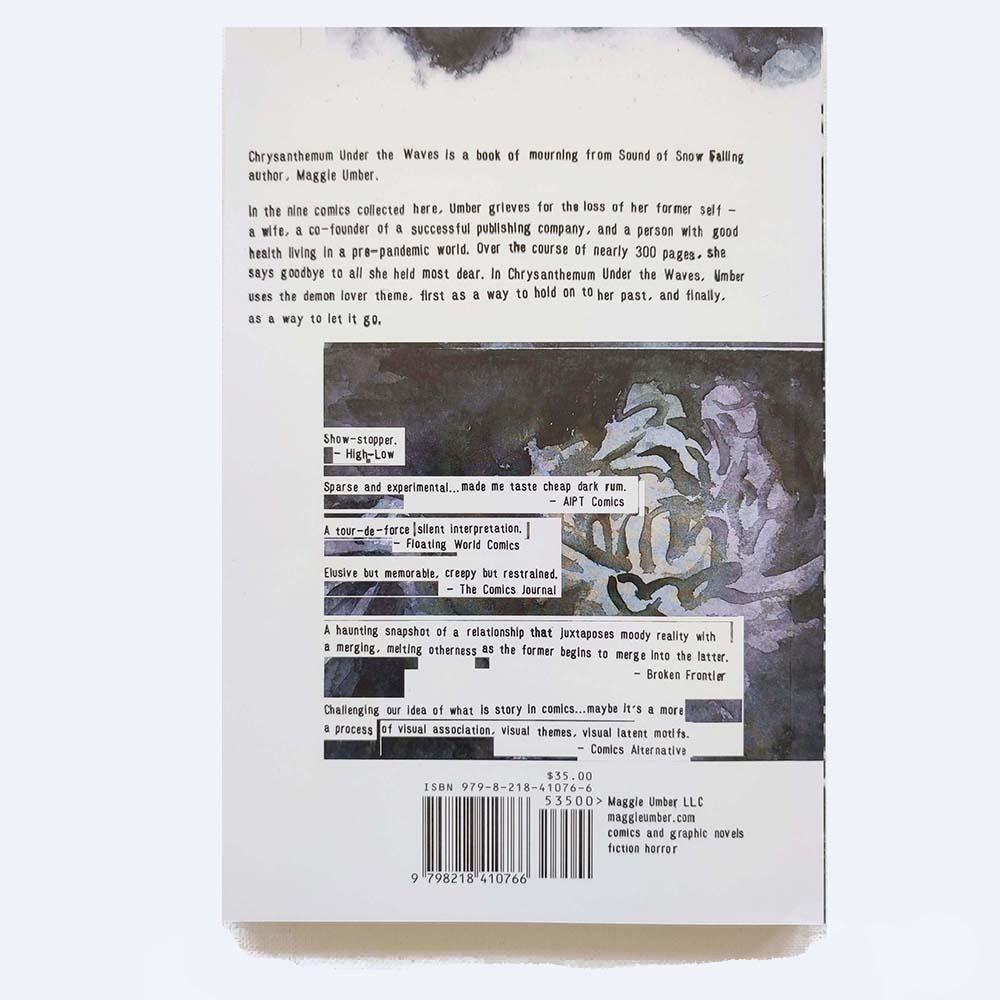 Chrysanthemum Under the Waves is a book of mourning from Sound of Snow Falling
author, Maggie Umber.
In the nine comics collected here, Umber grieves for the loss of her former self –
a wife, a co-founder of a successful publishing company, and a person with good
health living in a pre-pandemic world. Over the course of nearly 300 pages, she
says goodbye to all she held most dear. In Chrysanthemum Under the Waves, Umber
uses the demon lover theme, first as a way to hold on to her past, and finally,
as a way to let it go.
Show-stopper.
– High-Low
Sparse and experimental...made me taste cheap dark rum.
– AIPT Comics
A tour-de-force silent interpretation.
– Floating World Comics
Elusive but memorable, creepy but restrained.
– The Comics Journal
A haunting snapshot of a relationship that juxtaposes moody reality with
a merging, melting otherness as the former begins to merge into the latter.
– Broken Frontier
Challenging our idea of what is story in comics...maybe it's a more
a process of visual association, visual themes, visual latent motifs.
– Comics Alternative
$35.00
ISBN 979-8-218-41076-6
53500>
9 798218 410766
Maggie Umber LLC
maggieumber.com
comics and graphic novels
fiction horror